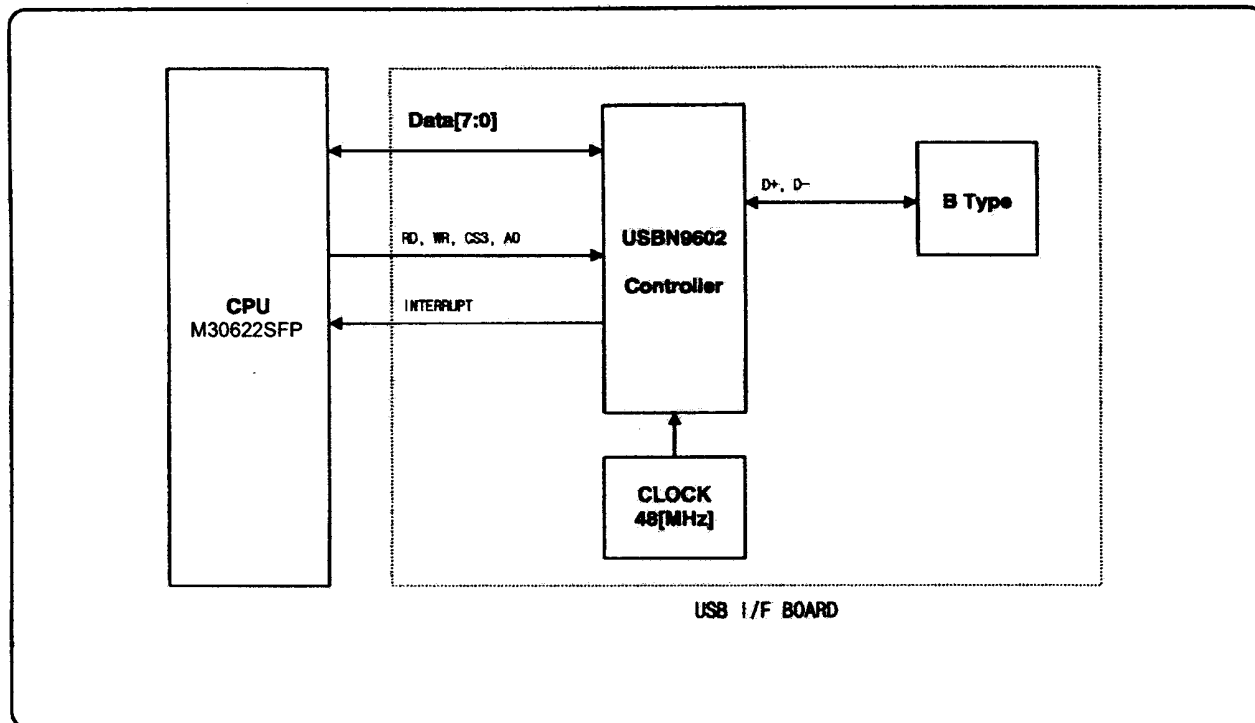 Data[7:0]
D+, D-
B Type
RD, WR, CS3, A0
USBN9602
Controller
INTERRUPT
CPU
M30622SFP
CLOCK
48[MHz]
USB I/F BOARD